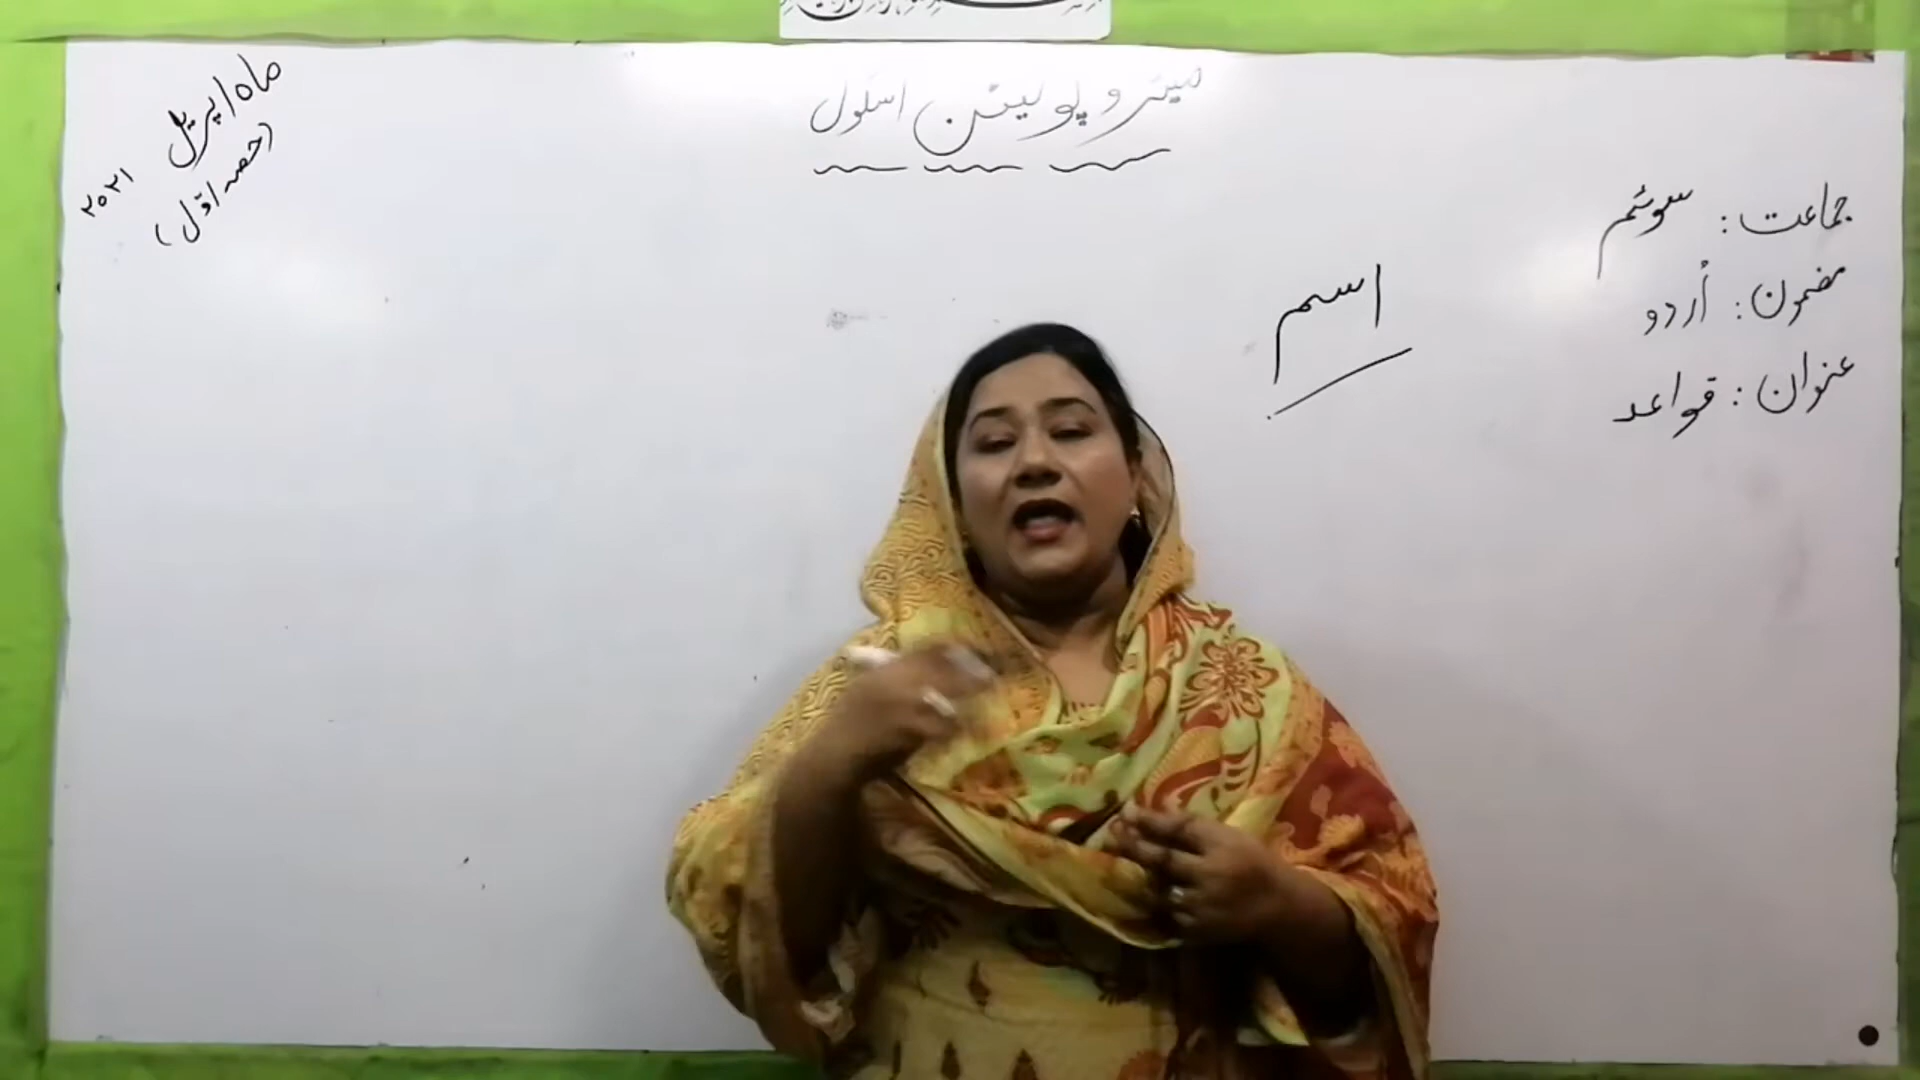 میٹروپولیٹن اسکول
جماعت : سوئم
مضمون : اُردو
عنوان : قواعد
ماہ اپریل
۲۰۲۱
(حصہ اوّل)
اسم